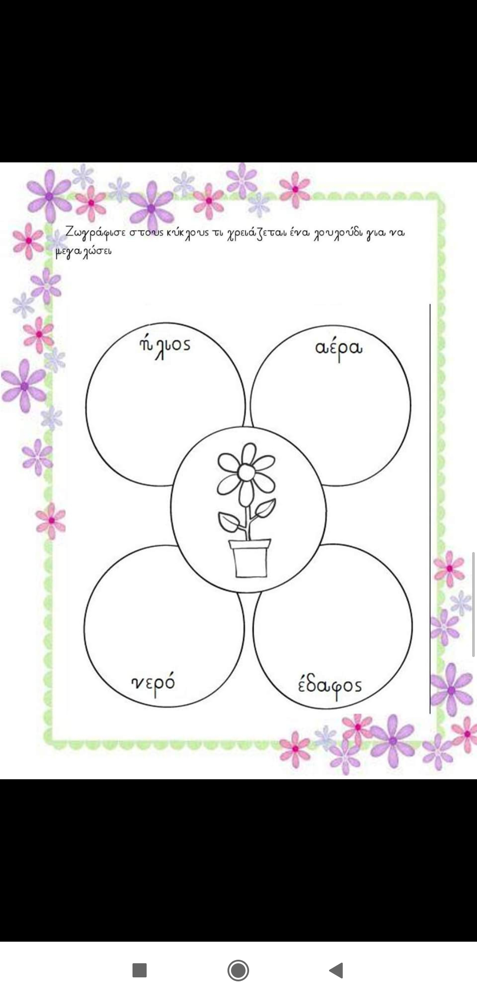 Ζωγράφισε στους κύκλους τι χρειάζεται ένα λουλούδι για να
μεγαλώσει
ήλιος
αέρα
νερό
έδαφος